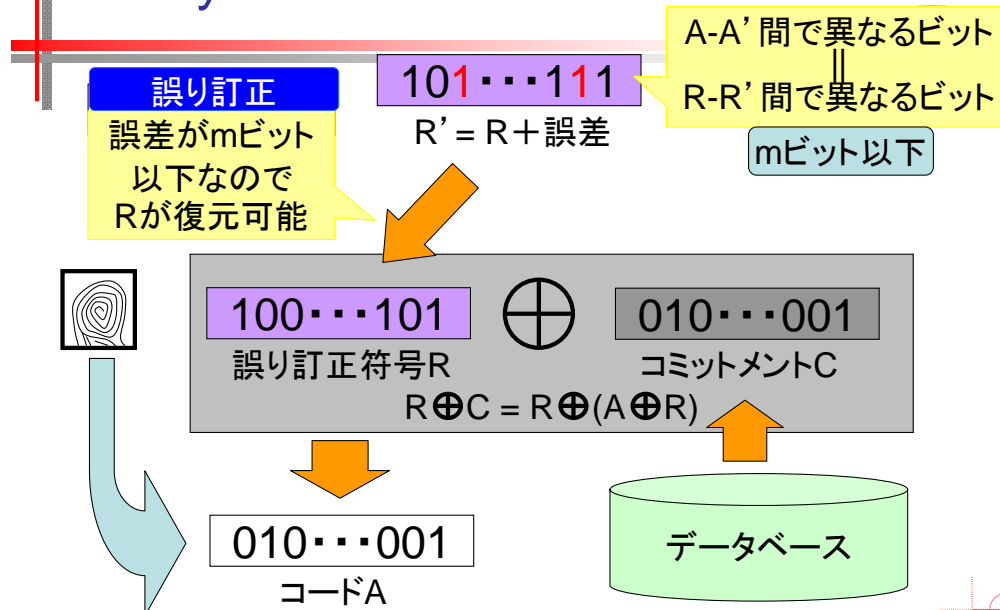 A-A’間で異なるビット
||
R-R’間で異なるビット
mビット以下
101・・・111
R’= R+誤差
誤り訂正
誤差がmビット
以下なので
Rが復元可能
100・・・101
誤り訂正符号R
⊕
010・・・001
コミットメントC
R⊕C = R⊕(A⊕R)
010・・・001
コードA
データベース